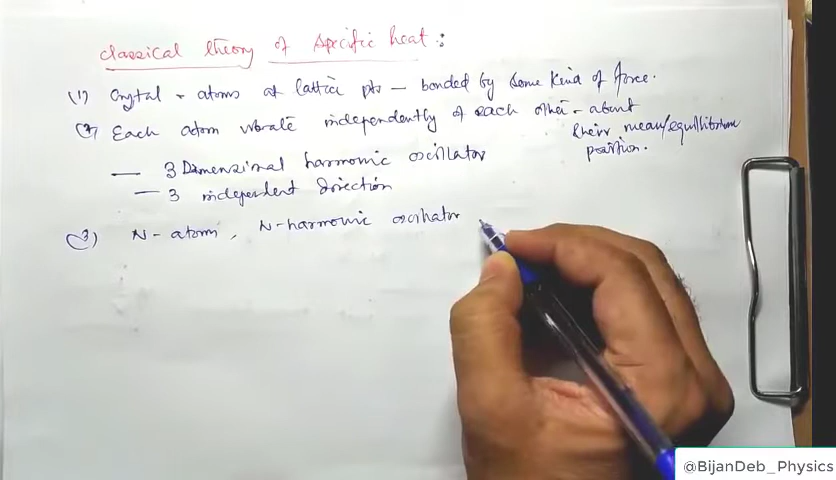 classical theory of specific heat :
(1) Crystal - atoms at lattice pts — bonded by some kind of force.
(2) Each atom vibrate independently of each other - about
their mean/equilibrium
position.
— 3 Dimensional harmonic oscillator
— 3 independent direction
(3) N - atoms, N-harmonic oscillator
@BijanDeb_Physics